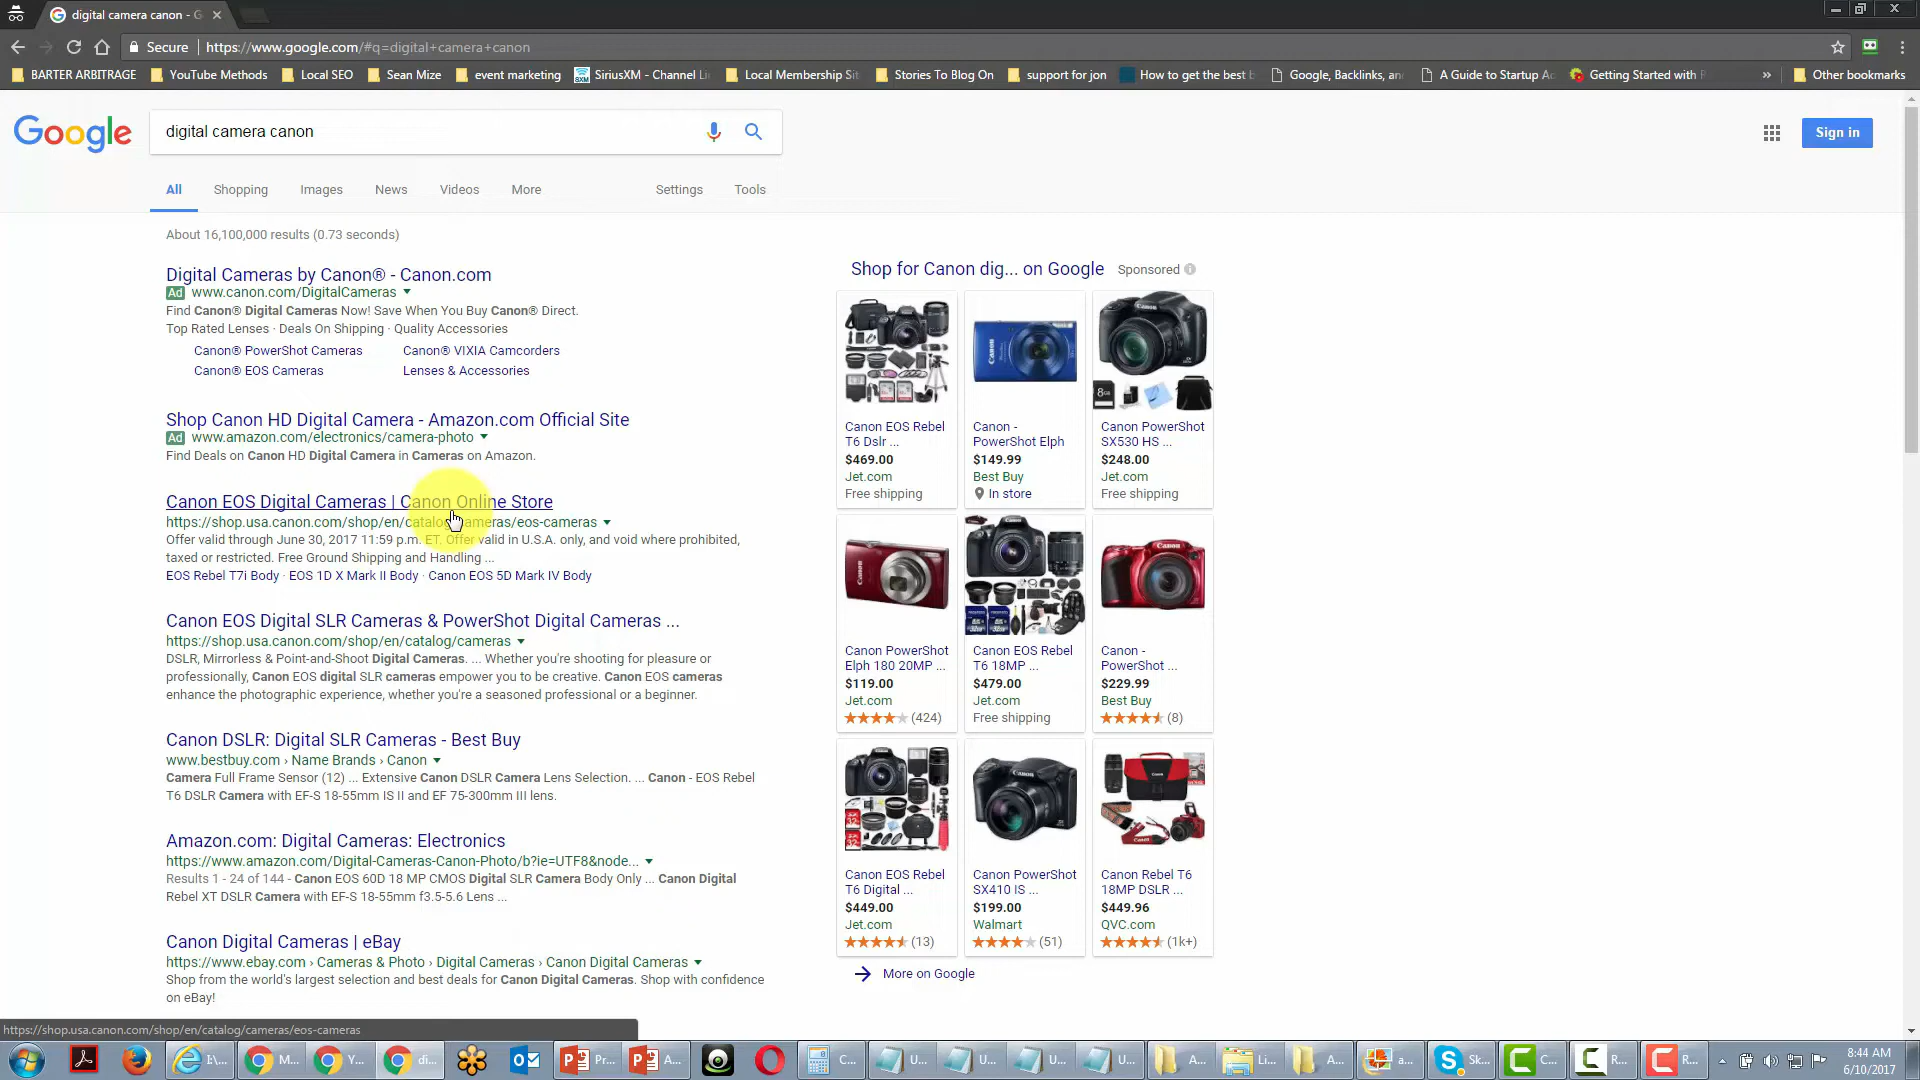 digital camera canon - G
Secure
https://www.google.com/#q=digital+camera+canon
BARTER ARBITRAGE
YouTube Methods
Local SEO
Sean Mize
event marketing
SiriusXM - Channel Li
Local Membership Sit
Stories To Blog On
support for jon
How to get the best b
Google, Backlinks, an
A Guide to Startup Ac
Getting Started with
Other bookmarks
Google
digital camera canon
Sign in
All
Shopping
Images
News
Videos
More
Settings
Tools
About 16,100,000 results (0.73 seconds)
Digital Cameras by Canon® - Canon.com
Ad www.canon.com/DigitalCameras
Find Canon® Digital Cameras Now! Save When You Buy Canon® Direct.
Top Rated Lenses · Deals On Shipping · Quality Accessories
Canon® PowerShot Cameras
Canon® VIXIA Camcorders
Canon® EOS Cameras
Lenses & Accessories
Shop Canon HD Digital Camera - Amazon.com Official Site
Ad www.amazon.com/electronics/camera-photo
Find Deals on Canon HD Digital Camera in Cameras on Amazon.
Canon EOS Digital Cameras | Canon Online Store
https://shop.usa.canon.com/shop/en/catalog/cameras/eos-cameras
Offer valid through June 30, 2017 11:59 p.m. ET. Offer valid in U.S.A. only, and void where prohibited,
taxed or restricted. Free Ground Shipping and Handling ...
EOS Rebel T7i Body · EOS 1D X Mark II Body · Canon EOS 5D Mark IV Body
Canon EOS Digital SLR Cameras & PowerShot Digital Cameras ...
https://shop.usa.canon.com/shop/en/catalog/cameras
DSLR, Mirrorless & Point-and-Shoot Digital Cameras. ... Whether you're shooting for pleasure or
professionally, Canon EOS digital SLR cameras empower you to be creative. Canon EOS cameras
enhance the photographic experience, whether you're a seasoned professional or a beginner.
Canon DSLR: Digital SLR Cameras - Best Buy
www.bestbuy.com › Name Brands › Canon
Camera Full Frame Sensor (12) ... Extensive Canon DSLR Camera Lens Selection. ... Canon - EOS Rebel
T6 DSLR Camera with EF-S 18-55mm IS II and EF 75-300mm III lens.
Amazon.com: Digital Cameras: Electronics
https://www.amazon.com/Digital-Cameras-Canon-Photo/b?ie=UTF8&node...
Results 1 - 24 of 144 - Canon EOS 60D 18 MP CMOS Digital SLR Camera Body Only ... Canon Digital
Rebel XT DSLR Camera with EF-S 18-55mm f3.5-5.6 Lens ...
Canon Digital Cameras | eBay
https://www.ebay.com › Cameras & Photo › Digital Cameras › Canon Digital Cameras
Shop from the world's largest selection and best deals for Canon Digital Cameras. Shop with confidence
on eBay!
Shop for Canon dig... on Google
Sponsored
Canon EOS Rebel
T6 Dslr ...
$469.00
Jet.com
Free shipping
Canon -
PowerShot Elph
$149.99
Best Buy
In store
Canon PowerShot
SX530 HS ...
$248.00
Jet.com
Free shipping
Canon PowerShot
Elph 180 20MP ...
$119.00
Jet.com
(424)
Canon EOS Rebel
T6 18MP ...
$479.00
Jet.com
Free shipping
Canon -
PowerShot ...
$229.99
Best Buy
(8)
Canon EOS Rebel
T6 Digital ...
$449.00
Jet.com
(13)
Canon PowerShot
SX410 IS ...
$199.00
Walmart
(51)
Canon Rebel T6
18MP DSLR ...
$449.96
QVC.com
(1k+)
More on Google
https://shop.usa.canon.com/shop/en/catalog/cameras/eos-cameras
I:\...
M...
Y...
di...
Pr...
A...
C...
U...
U...
U...
U...
A...
Li...
A...
a...
Sk...
C...
R...
R...
8:44 AM
6/10/2017